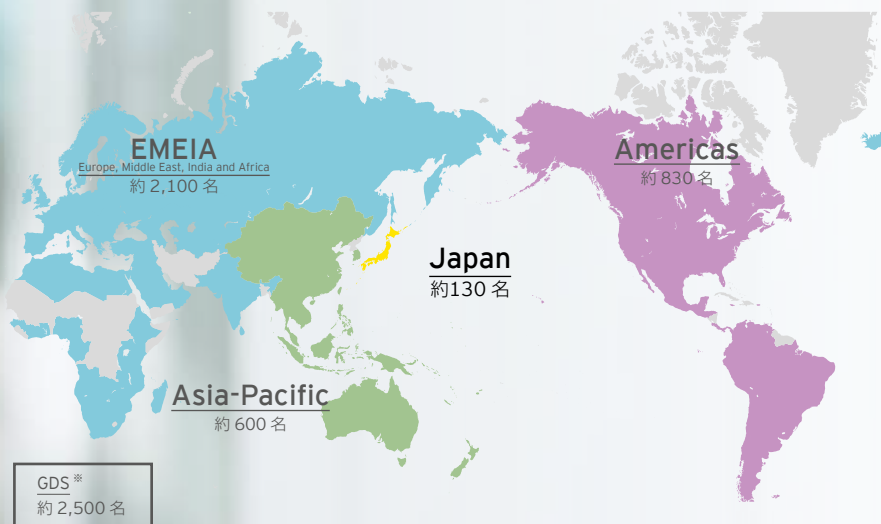 EMEIA
Europe, Middle East, India and Africa
約 2,100 名
Americas
約 830 名
Japan
約130 名
Asia-Pacific
約 600 名
GDS ※
約 2,500 名